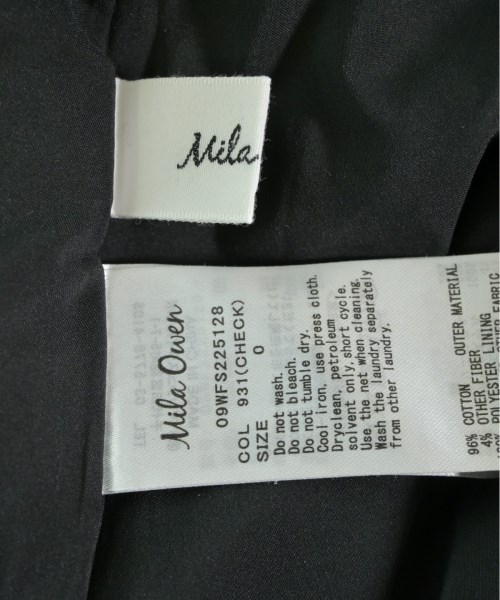 Mila
Mila Owen
09WFS225128
COL 931(CHECK)
SIZE 0
Do not wash.
Do not bleach.
Do not tumble dry.
Cool iron, use press cloth.
Dryclean, petroleum
solvent only.short cycle.
Use the net when cleaning.
Wash the laundry separately
from other laundry.
OUTER MATERIAL
96% COTTON
4% OTHER FIBER
POLYESTER LINING
FABRIC